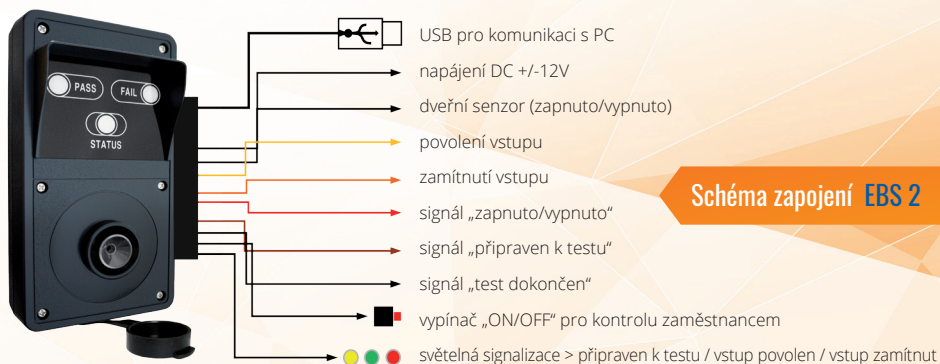 USB pro komunikaci s PC
napájení DC +/-12V
PASS
FAIL
dveřní senzor (zapnuto/vypnuto)
STATUS
povolení vstupu
zamítnutí vstupu
Schéma zapojení EBS 2
signál „zapnuto/vypnuto“
signál „připraven k testu“
signál „test dokončen“
vypínač „ON/OFF“ pro kontrolu zaměstnancem
světelná signalizace > připraven k testu / vstup povolen / vstup zamítnut